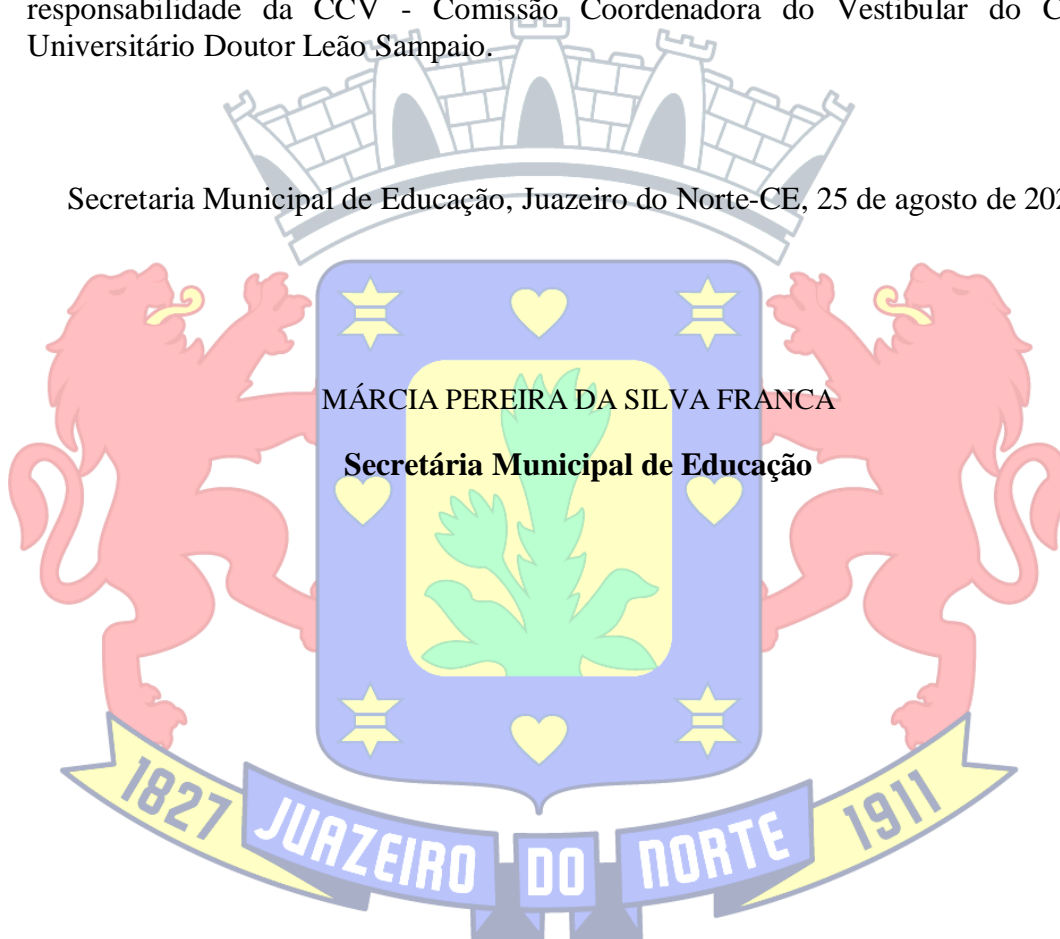 responsabilidade da CCV - Comissão Coordenadora do Vestibular do
Universitário Doutor Leão Sampaio.
Secretaria Municipal de Educação, Juazeiro do Norte-CE, 25 de agosto de
MÁRCIA PEREIRA DA SILVA FRANCA
Secretária Municipal de Educação
1827 JUAZEIRO DO NORTE 1911